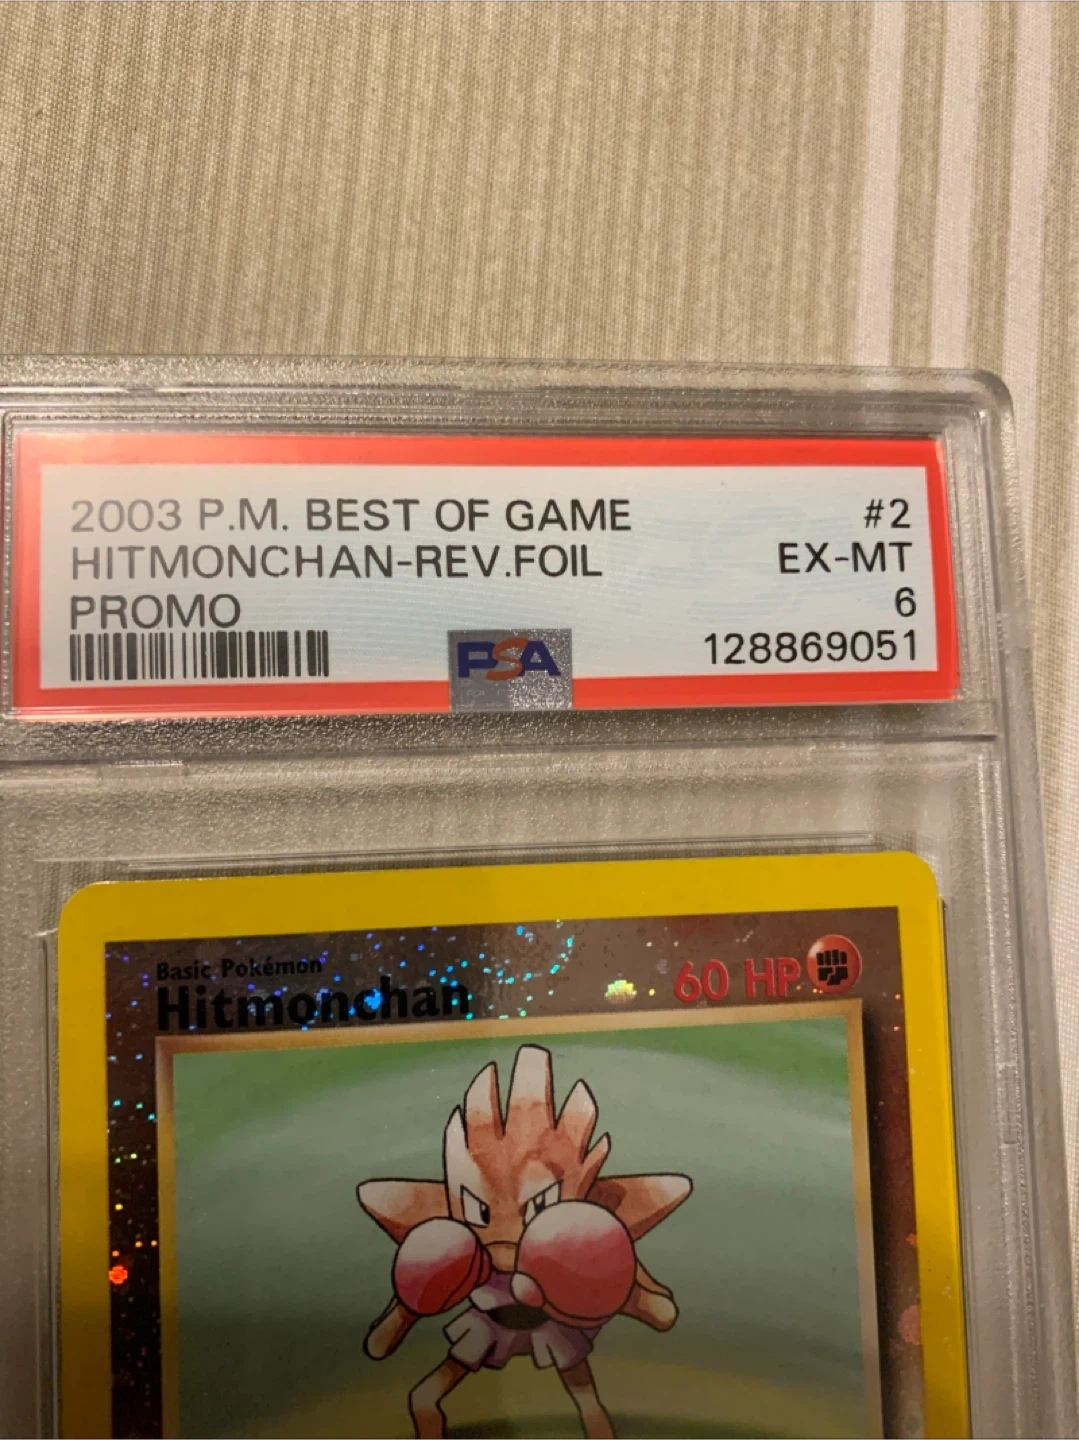 2003 P.M. BEST OF GAME #2
HITMONCHAN-REV.FOIL EX-MT
PROMO 6
PSA 128869051
Basic Pokémon
Hitmonchan 60 HP